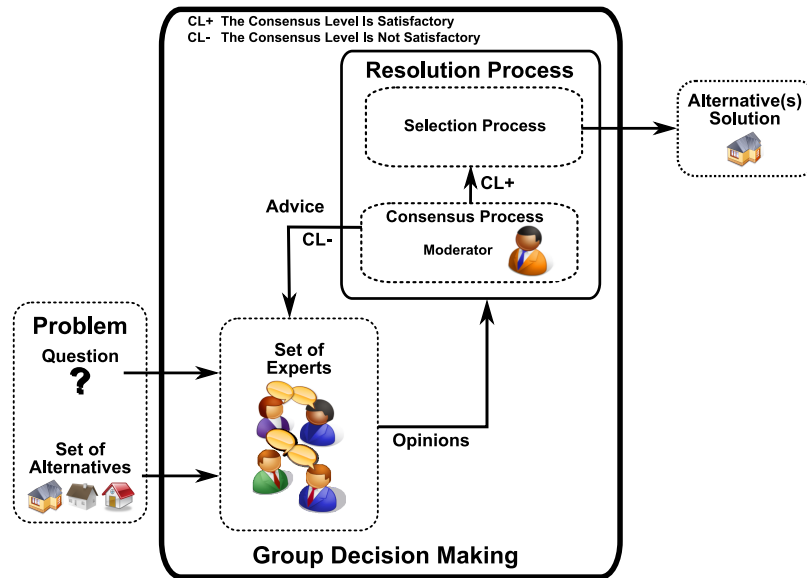 CL+ The Consensus Level Is Satisfactory
CL- The Consensus Level Is Not Satisfactory
Resolution Process
Selection Process
Alternative(s)
Solution
CL+
Advice
CL-
Consensus Process
Moderator
Problem
Question
?
Set of
Alternatives
Set of
Experts
Opinions
Group Decision Making